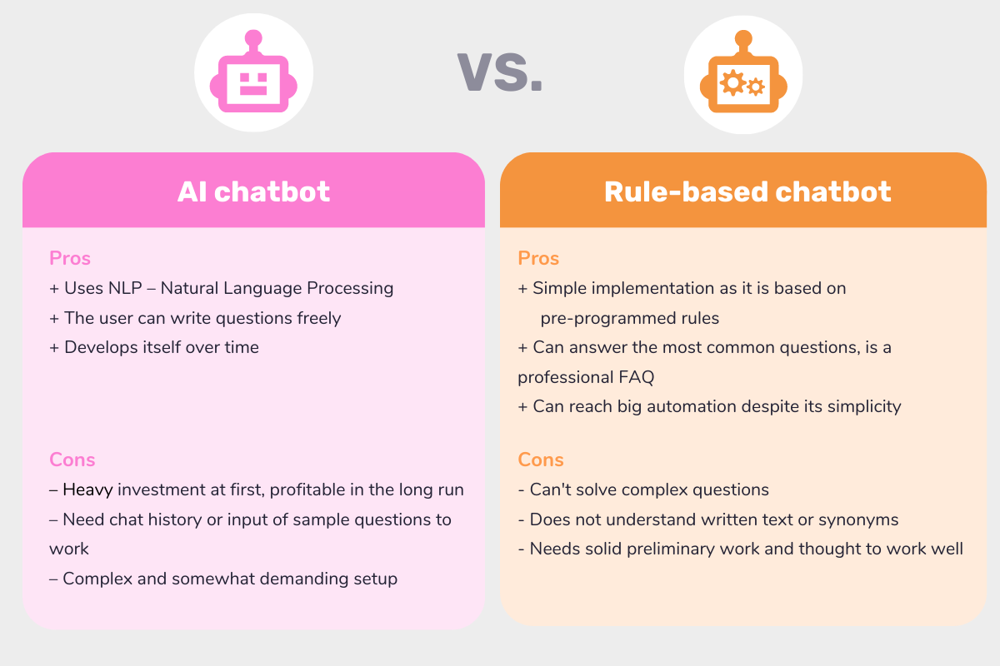 VS.
AI chatbot
Pros
+ Uses NLP – Natural Language Processing
+ The user can write questions freely
+ Develops itself over time
Cons
– Heavy investment at first, profitable in the long run
– Need chat history or input of sample questions to
work
– Complex and somewhat demanding setup
Rule-based chatbot
Pros
+ Simple implementation as it is based on
pre-programmed rules
+ Can answer the most common questions, is a
professional FAQ
+ Can reach big automation despite its simplicity
Cons
- Can't solve complex questions
- Does not understand written text or synonyms
- Needs solid preliminary work and thought to work well